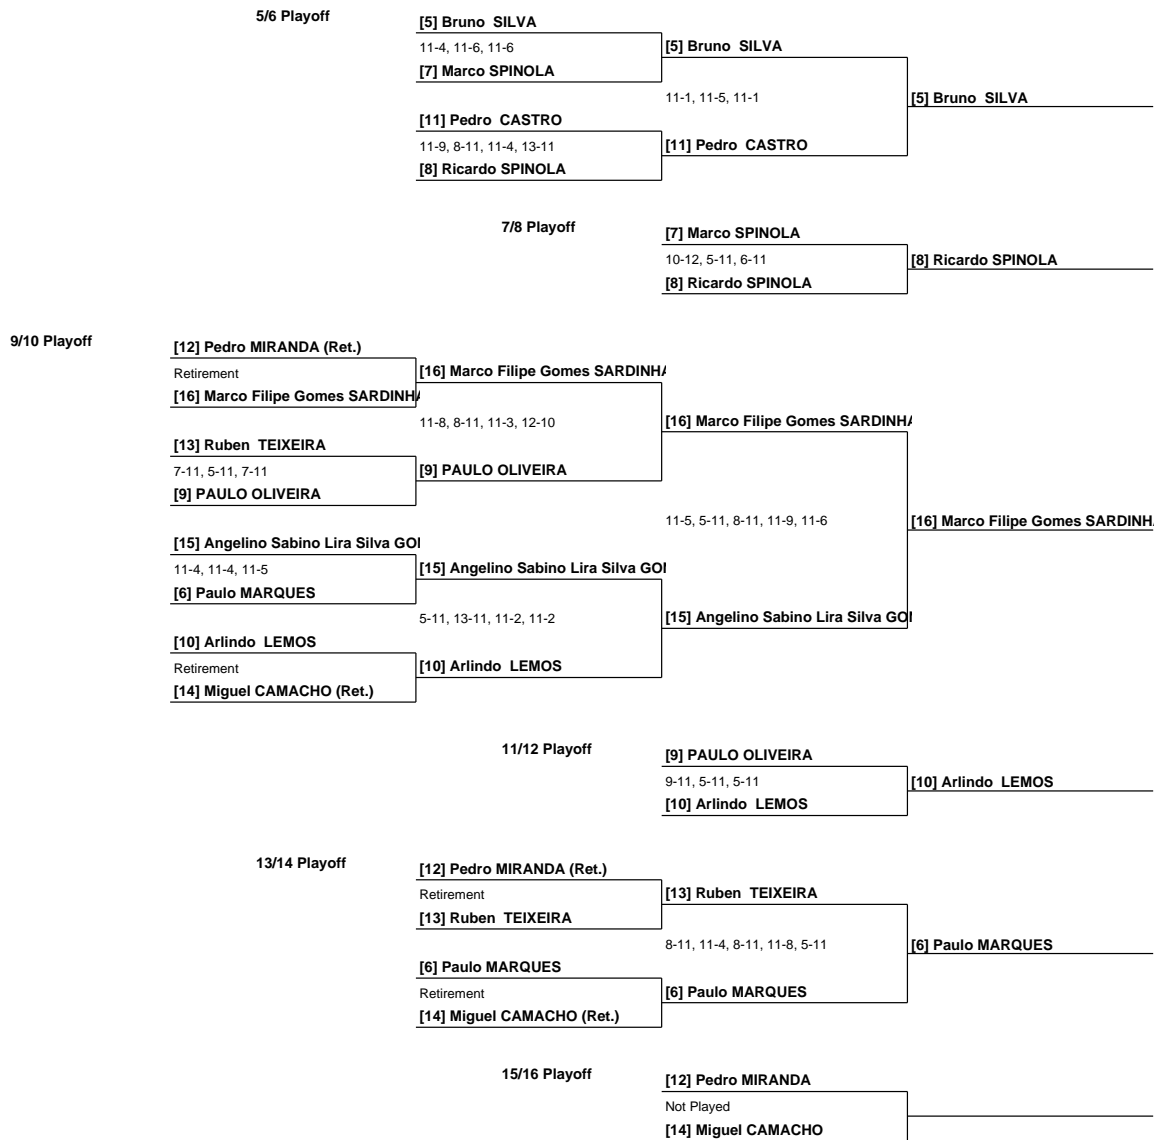 5/6 Playoff
[5] Bruno  SILVA
11-4, 11-6, 11-6
[5] Bruno  SILVA
[7] Marco SPINOLA
11-1, 11-5, 11-1
[5] Bruno  SILVA
[11] Pedro  CASTRO
11-9, 8-11, 11-4, 13-11
[11] Pedro  CASTRO
[8] Ricardo SPINOLA
7/8 Playoff
[7] Marco SPINOLA
10-12, 5-11, 6-11
[8] Ricardo SPINOLA
[8] Ricardo SPINOLA
9/10 Playoff
[12] Pedro MIRANDA (Ret.)
Retirement
[16] Marco Filipe Gomes SARDINHA
[16] Marco Filipe Gomes SARDINHA
11-8, 8-11, 11-3, 12-10
[16] Marco Filipe Gomes SARDINHA
[13] Ruben  TEIXEIRA
7-11, 5-11, 7-11
[9] PAULO OLIVEIRA
[9] PAULO OLIVEIRA
11-5, 5-11, 8-11, 11-9, 11-6
[16] Marco Filipe Gomes SARDINH
[15] Angelino Sabino Lira Silva GO
11-4, 11-4, 11-5
[15] Angelino Sabino Lira Silva GO
[6] Paulo MARQUES
5-11, 13-11, 11-2, 11-2
[15] Angelino Sabino Lira Silva GO
[10] Arlindo  LEMOS
Retirement
[10] Arlindo  LEMOS
[14] Miguel CAMACHO (Ret.)
11/12 Playoff
[9] PAULO OLIVEIRA
9-11, 5-11, 5-11
[10] Arlindo  LEMOS
[10] Arlindo  LEMOS
13/14 Playoff
[12] Pedro MIRANDA (Ret.)
Retirement
[13] Ruben  TEIXEIRA
[13] Ruben  TEIXEIRA
8-11, 11-4, 8-11, 11-8, 5-11
[6] Paulo MARQUES
[6] Paulo MARQUES
Retirement
[6] Paulo MARQUES
[14] Miguel CAMACHO (Ret.)
15/16 Playoff
[12] Pedro MIRANDA
Not Played
[14] Miguel CAMACHO